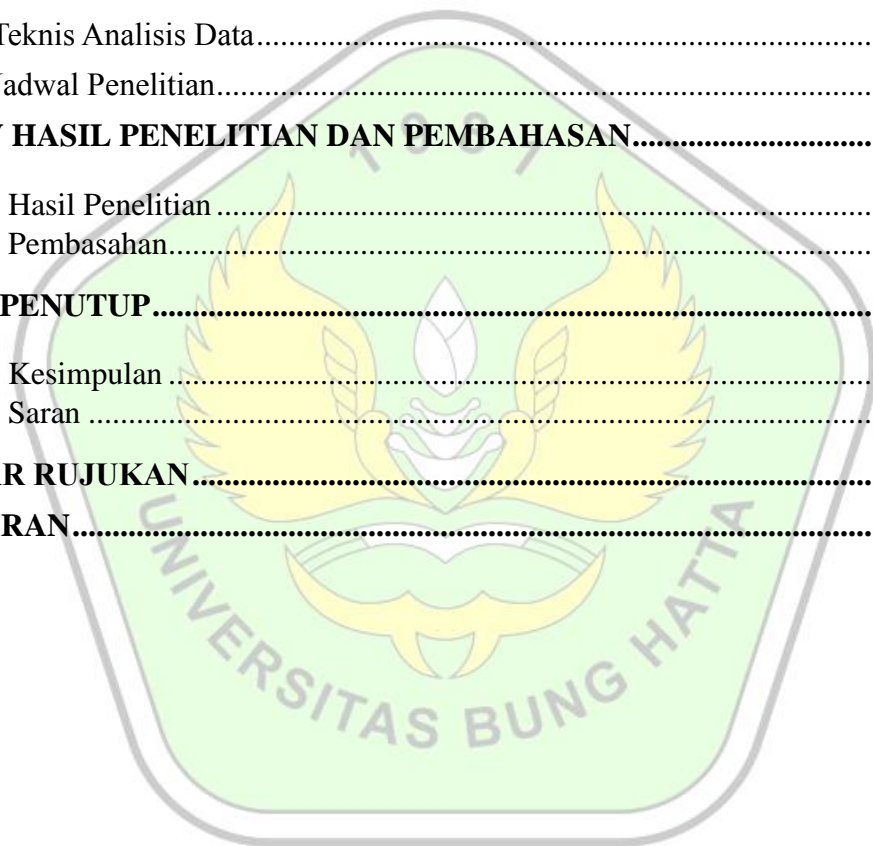 Teknis Analisis Data
Jadwal Penelitian
HASIL PENELITIAN DAN PEMBAHASAN
Hasil Penelitian
Pembasahan
PENUTUP
Kesimpulan
Saran
RUJUKAN
1981
UNIVERSITAS BUNG HATTA